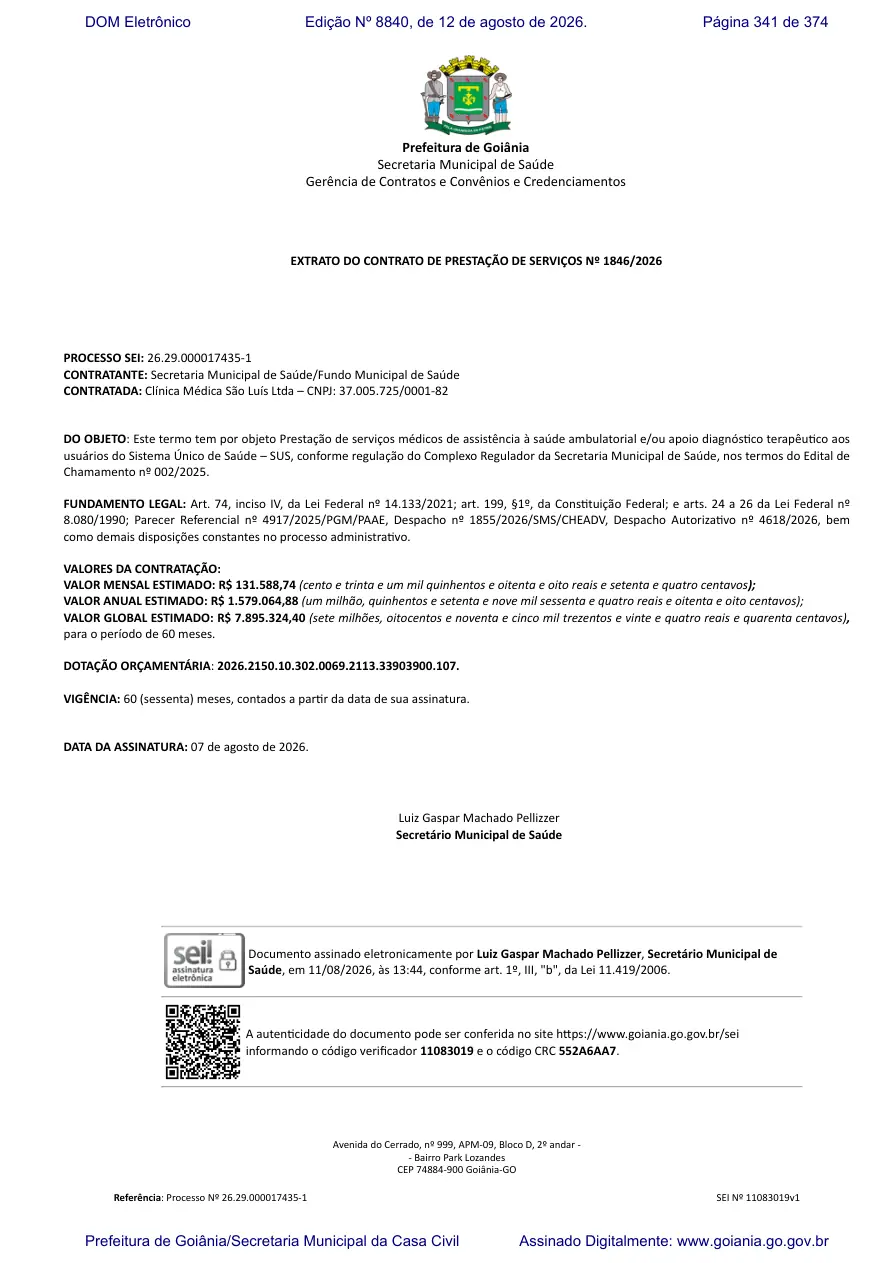 DOM Eletrônico Edição Nº 8840, de 12 de agosto de 2026. Página 341 de 374
Prefeitura de Goiânia
Secretaria Municipal de Saúde
Gerência de Contratos e Convênios e Credenciamentos
EXTRATO DO CONTRATO DE PRESTAÇÃO DE SERVIÇOS Nº 1846/2026
PROCESSO SEI: 26.29.000017435-1
CONTRATANTE: Secretaria Municipal de Saúde/Fundo Municipal de Saúde
CONTRATADA: Clínica Médica São Luís Ltda – CNPJ: 37.005.725/0001-82
DO OBJETO: Este termo tem por objeto Prestação de serviços médicos de assistência à saúde ambulatorial e/ou apoio diagnóstico terapêutico aos
usuários do Sistema Único de Saúde – SUS, conforme regulação do Complexo Regulador da Secretaria Municipal de Saúde, nos termos do Edital de
Chamamento nº 002/2025.
FUNDAMENTO LEGAL: Art. 74, inciso IV, da Lei Federal nº 14.133/2021; art. 199, §1º, da Constituição Federal; e arts. 24 a 26 da Lei Federal nº
8.080/1990; Parecer Referencial nº 4917/2025/PGM/PAAE, Despacho nº 1855/2026/SMS/CHEADV, Despacho Autorizativo nº 4618/2026, bem
como demais disposições constantes no processo administrativo.
VALORES DA CONTRATAÇÃO:
VALOR MENSAL ESTIMADO: R$ 131.588,74 (cento e trinta e um mil quinhentos e oitenta e oito reais e setenta e quatro centavos);
VALOR ANUAL ESTIMADO: R$ 1.579.064,88 (um milhão, quinhentos e setenta e nove mil sessenta e quatro reais e oitenta e oito centavos);
VALOR GLOBAL ESTIMADO: R$ 7.895.324,40 (sete milhões, oitocentos e noventa e cinco mil trezentos e vinte e quatro reais e quarenta centavos),
para o período de 60 meses.
DOTAÇÃO ORÇAMENTÁRIA: 2026.2150.10.302.0069.2113.33903900.107.
VIGÊNCIA: 60 (sessenta) meses, contados a partir da data de sua assinatura.
DATA DA ASSINATURA: 07 de agosto de 2026.
Luiz Gaspar Machado Pellizzer
Secretário Municipal de Saúde
sei!
assinatura
eletrônica
Documento assinado eletronicamente por Luiz Gaspar Machado Pellizzer, Secretário Municipal de
Saúde, em 11/08/2026, às 13:44, conforme art. 1º, III, "b", da Lei 11.419/2006.
A autenticidade do documento pode ser conferida no site https://www.goiania.go.gov.br/sei
informando o código verificador 11083019 e o código CRC 552A6AA7.
Avenida do Cerrado, nº 999, APM-09, Bloco D, 2º andar -
- Bairro Park Lozandes
CEP 74884-900 Goiânia-GO
Referência: Processo Nº 26.29.000017435-1 SEI Nº 11083019v1
Prefeitura de Goiânia/Secretaria Municipal da Casa Civil Assinado Digitalmente: www.goiania.go.gov.br